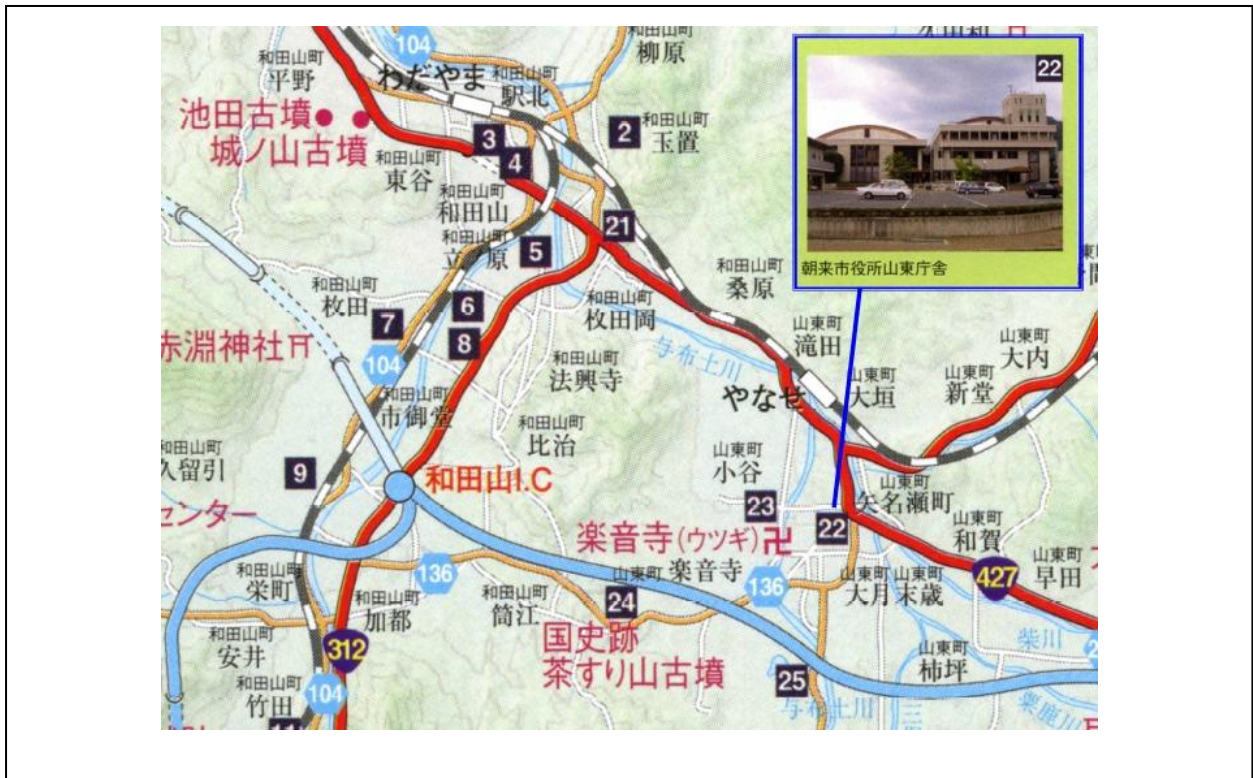 104
和田山町
柳原
和田山町
平野
わだやま
和田山町
駅北
22
朝来市役所山東庁舎
池田古墳
城ノ山古墳
3
4
2
和田山町
玉置
和田山町
東谷
和田山町
和田山
21
和田山町
立ノ原
5
和田山町
桑原
和田山町
枚田
6
7
8
和田山町
枚田岡
山東町
滝田
山東町
大内
赤淵神社
104
与布土川
和田山町
法興寺
やなせ
山東町
大垣
山東町
新堂
和田山町
市御堂
和田山町
比治
和田山町
久留引
9
和田山I.C
山東町
小谷
23
22
山東町
矢名瀬町
センター
楽音寺(ウツギ)
山東町
和賀
和田山町
栄町
136
山東町 楽音寺
136
山東町
大月
山東町
末歳
427
山東町
早田
和田山町
加都
和田山町
筒江
24
312
国史跡
茶すり山古墳
和田山町
安井
25
山東町
柿坪
柴川
和田山町
竹田
104
与布土川
粟鹿川
11